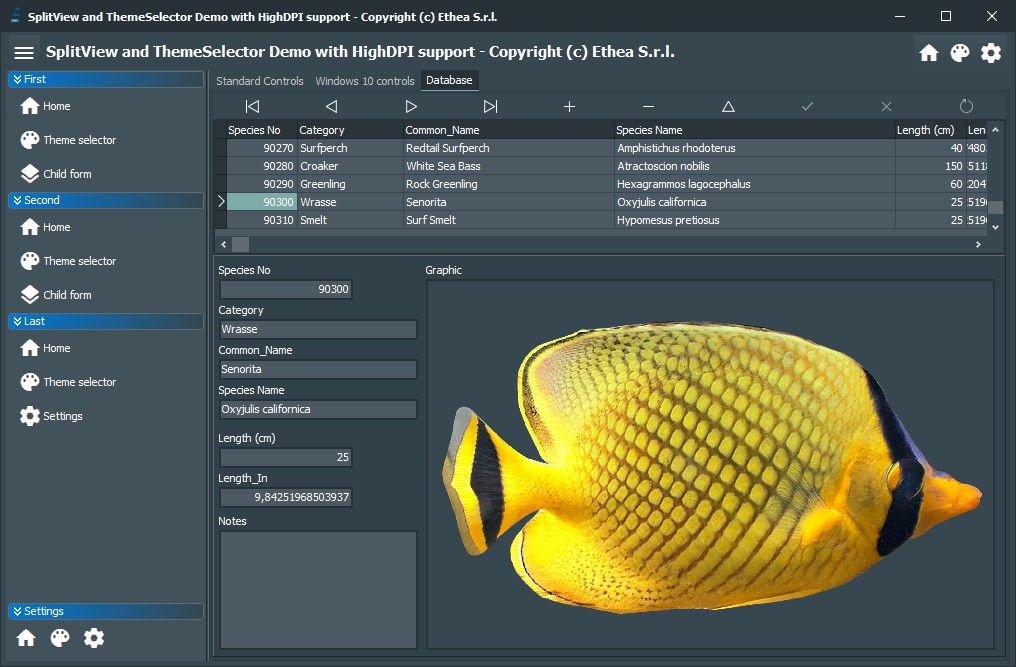 SplitView and ThemeSelector Demo with HighDPI support - Copyright (c) Ethea S.r.l.
SplitView and ThemeSelector Demo with HighDPI support - Copyright (c) Ethea S.r.l.
First
Home
Theme selector
Child form
Second
Home
Theme selector
Child form
Last
Home
Theme selector
Settings
Settings
Standard Controls Windows 10 controls Database
Species No Category Common_Name Species Name Length (cm) Len
90270 Surfperch Redtail Surfperch Amphistichus rhodoterus 40
90280 Croaker White Sea Bass Atractoscion nobilis 150
90290 Greenling Rock Greenling Hexagrammos lagocephalus 60
90300 Wrasse Senorita Oxyjulis californica 25
90310 Smelt Surf Smelt Hypomesus pretiosus 25
Species No
90300
Category
Wrasse
Common_Name
Senorita
Species Name
Oxyjulis californica
Length (cm)
25
Length_In
9,84251968503937
Notes
Graphic